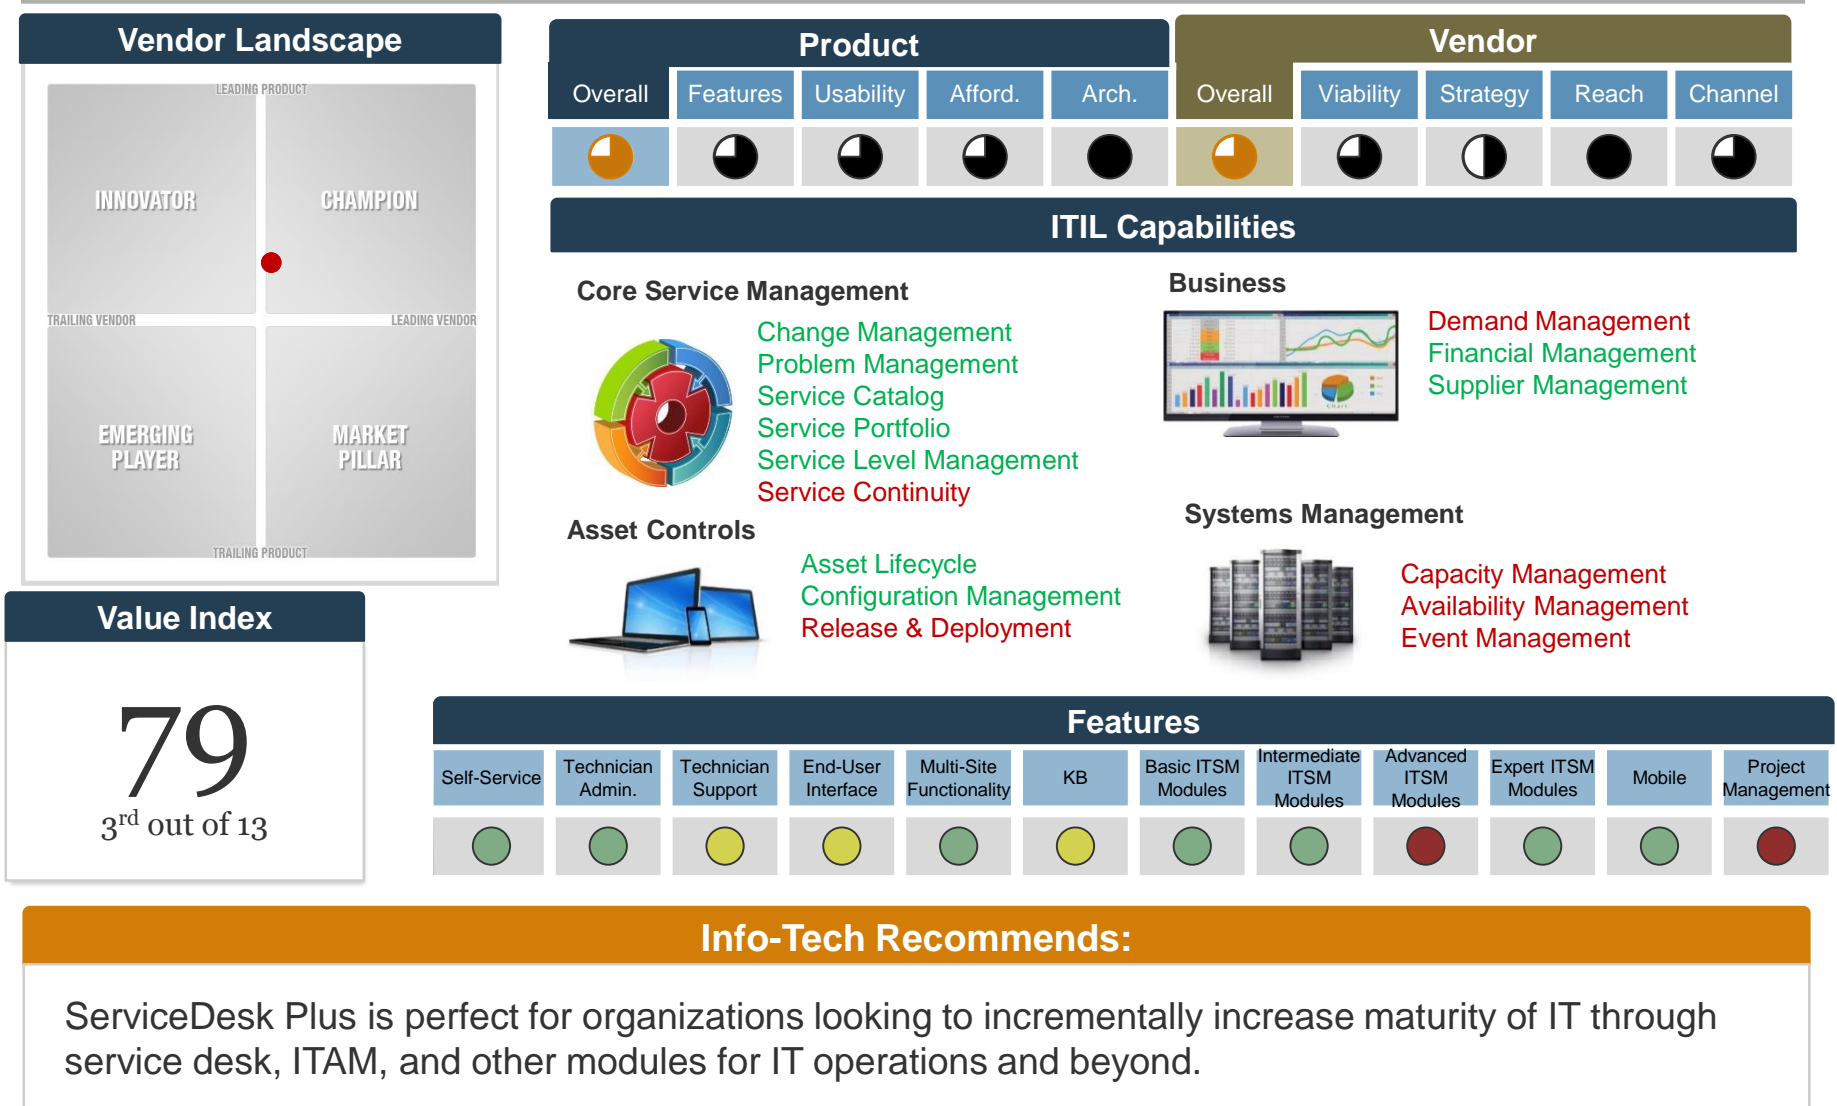 Vendor Landscape
LEADING PRODUCT
INNOVATOR
CHAMPION
TRAILING VENDOR
LEADING VENDOR
EMERGING
PLAYER
MARKET
PILLAR
TRAILING PRODUCT
Product
Vendor
Overall
Features
Usability
Afford.
Arch.
Overall
Viability
Strategy
Reach
Channel
ITIL Capabilities
Core Service Management
Change Management
Problem Management
Service Catalog
Service Portfolio
Service Level Management
Service Continuity
Business
Demand Management
Financial Management
Supplier Management
Asset Controls
Asset Lifecycle
Configuration Management
Release & Deployment
Systems Management
Capacity Management
Availability Management
Event Management
Value Index
79
3rd out of 13
Features
Self-Service
Technician
Admin.
Technician
Support
End-User
Interface
Multi-Site
Functionality
KB
Basic ITSM
Modules
Intermediate
ITSM
Modules
Advanced
ITSM
Modules
Expert ITSM
Modules
Mobile
Project
Management
Info-Tech Recommends:
ServiceDesk Plus is perfect for organizations looking to incrementally increase maturity of IT through
service desk, ITAM, and other modules for IT operations and beyond.